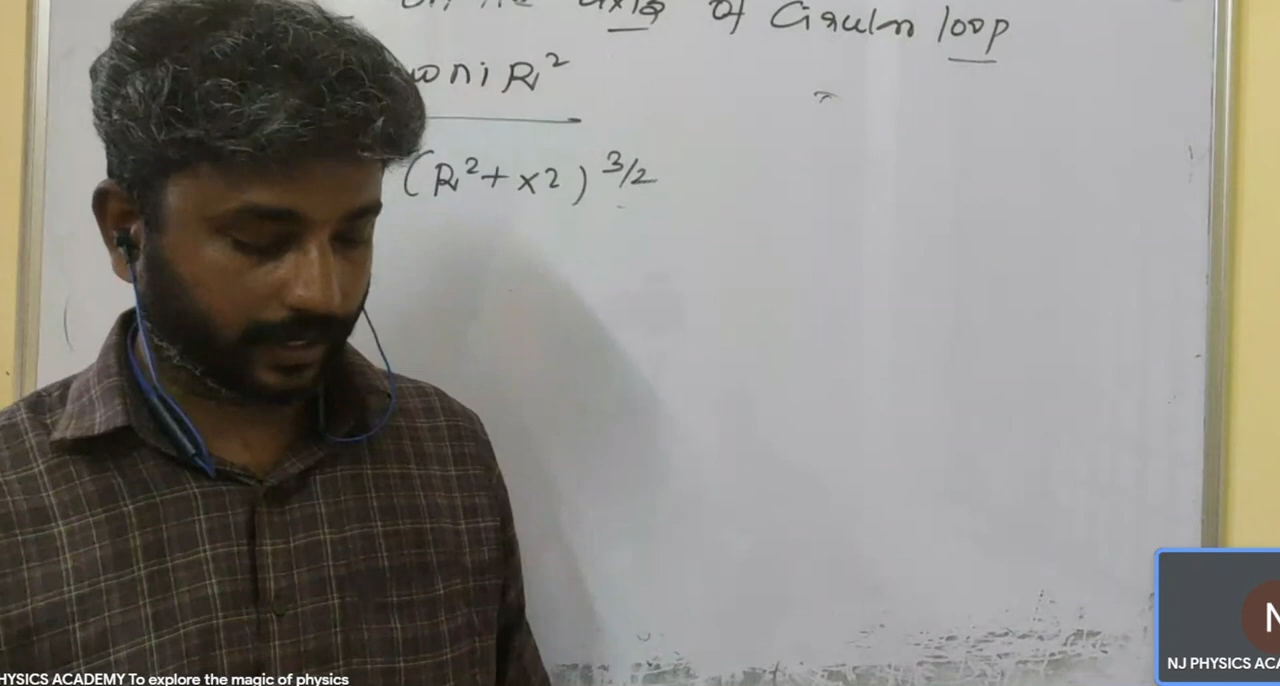 axis of Circular loop
niR²
(R²+x2)3/2
NJ PHYSICS ACA
HYSICS ACADEMY To explore the magic of physics